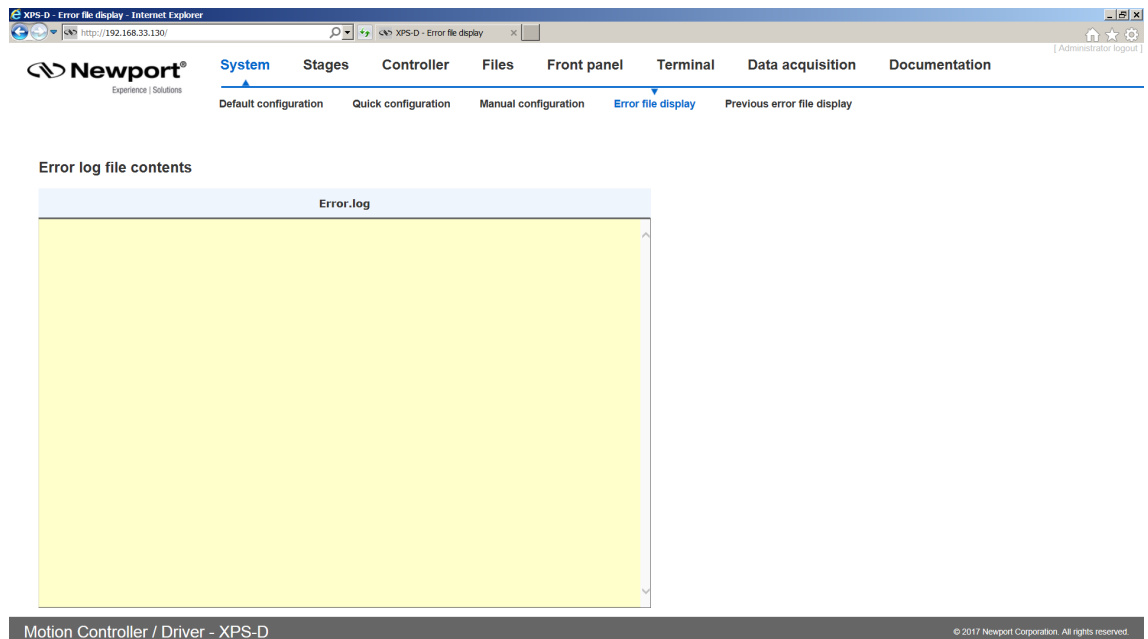 XPS-D - Error file display - Internet Explorer
http://192.168.33.130/
XPS-D - Error file display
[ Administrator logout ]
Newport®
Experience | Solutions
System Stages Controller Files Front panel Terminal Data acquisition Documentation
Default configuration Quick configuration Manual configuration Error file display Previous error file display
Error log file contents
Error.log
Motion Controller / Driver - XPS-D
© 2017 Newport Corporation. All rights reserved.